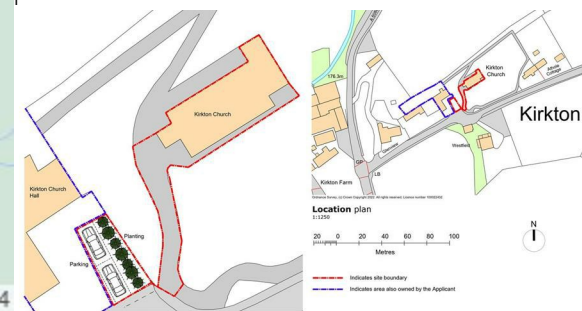 Kirkton Church
Kirkton Church
Hall
Planting
Parking
4
178.3m
Kirkton
Church
Kirkton
Westfield
GP
LB
Kirkton Farm
Location plan
1:1250
20 0 20 40 60 80 100
Metres
N
Indicates site boundary
Indicates area also owned by the Applicant